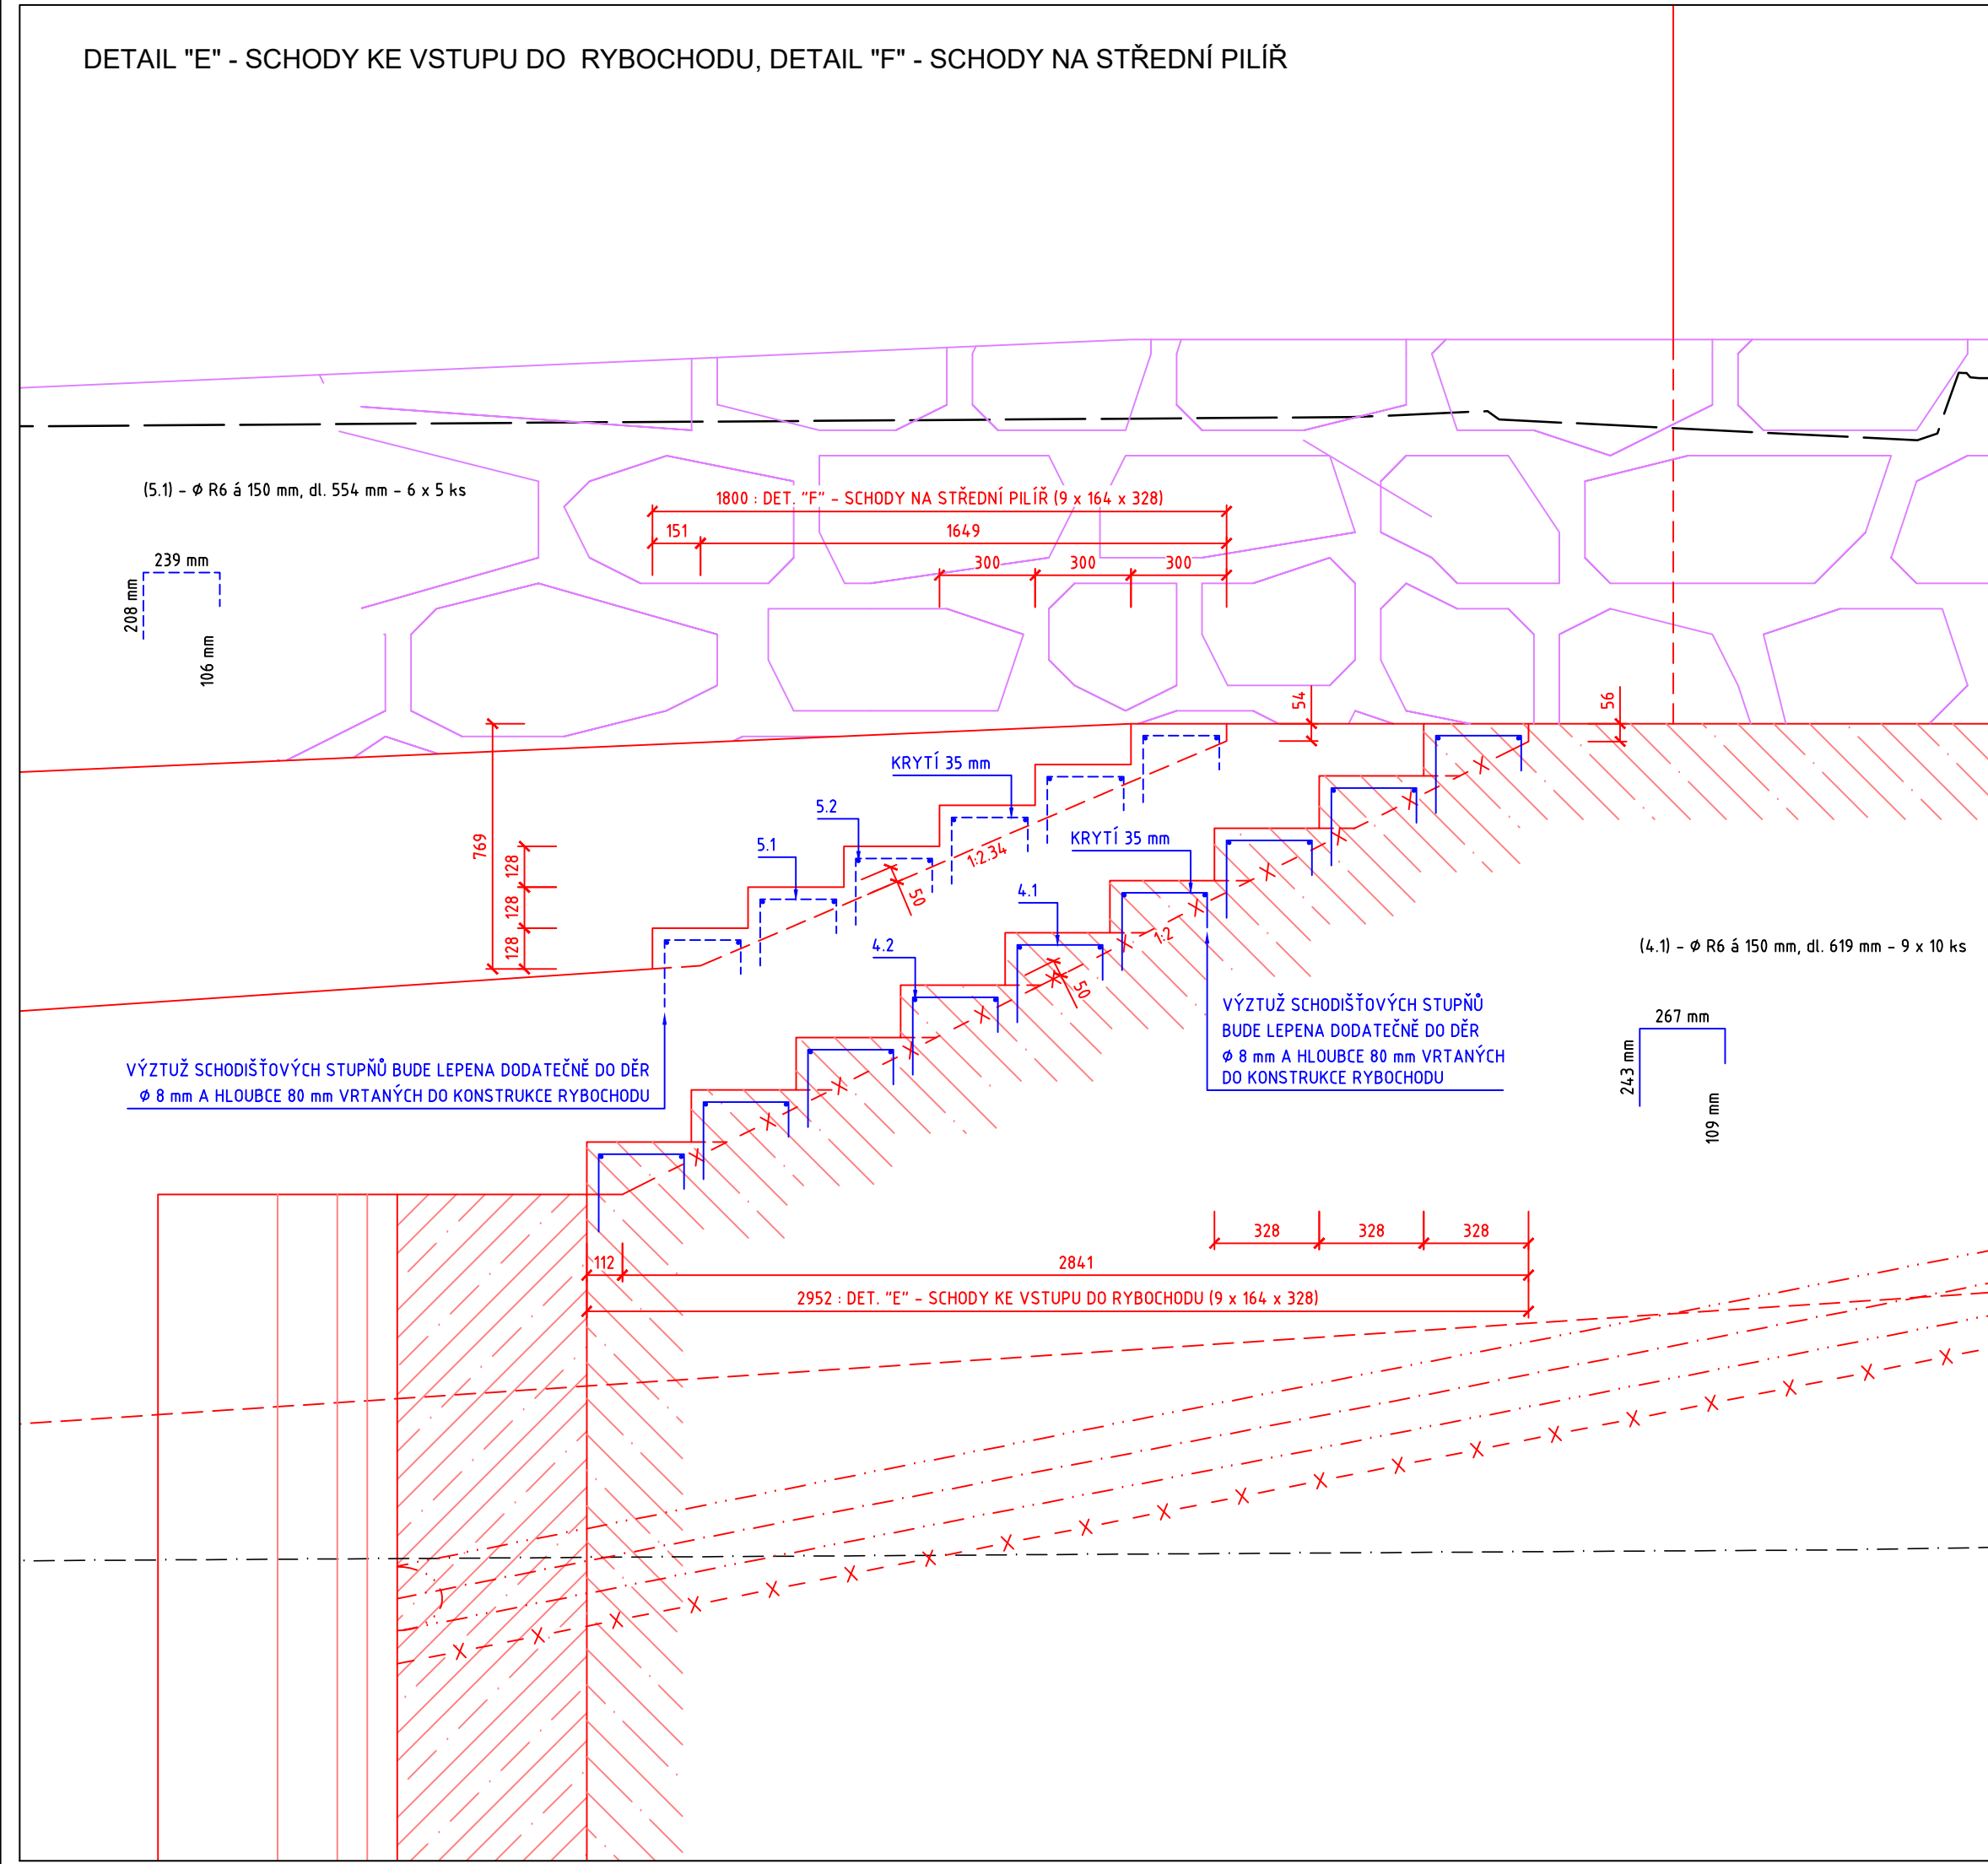 DETAIL "E" - SCHODY KE VSTUPU DO  RYBOCHODU, DETAIL "F" - SCHODY NA STŘEDNÍ PILÍŘ
(5.1) – Ø R6 á 150 mm, dl. 554 mm – 6 x 5 ks
1800 : DET. "F" – SCHODY NA STŘEDNÍ PILÍŘ (9 x 164 x 328)
151
1649
239 mm
300
300
300
208 mm
106 mm
54
56
KRYTÍ 35 mm
5.2
769
128
128
128
5.1
KRYTÍ 35 mm
1:2.34
50
4.1
4.2
1:2
(4.1) – Ø R6 á 150 mm, dl. 619 mm – 9 x 10 ks
50
VÝZTUŽ SCHODIŠŤOVÝCH STUPŇŮ
BUDE LEPENA DODATEČNĚ DO DĚR
Ø 8 mm A HLOUBCE 80 mm VRTANÝCH
DO KONSTRUKCE RYBOCHODU
267 mm
243 mm
109 mm
VÝZTUŽ SCHODIŠŤOVÝCH STUPŇŮ BUDE LEPENA DODATEČNĚ DO DĚR
Ø 8 mm A HLOUBCE 80 mm VRTANÝCH DO KONSTRUKCE RYBOCHODU
328
328
328
112
2841
2952 : DET. "E" – SCHODY KE VSTUPU DO RYBOCHODU (9 x 164 x 328)